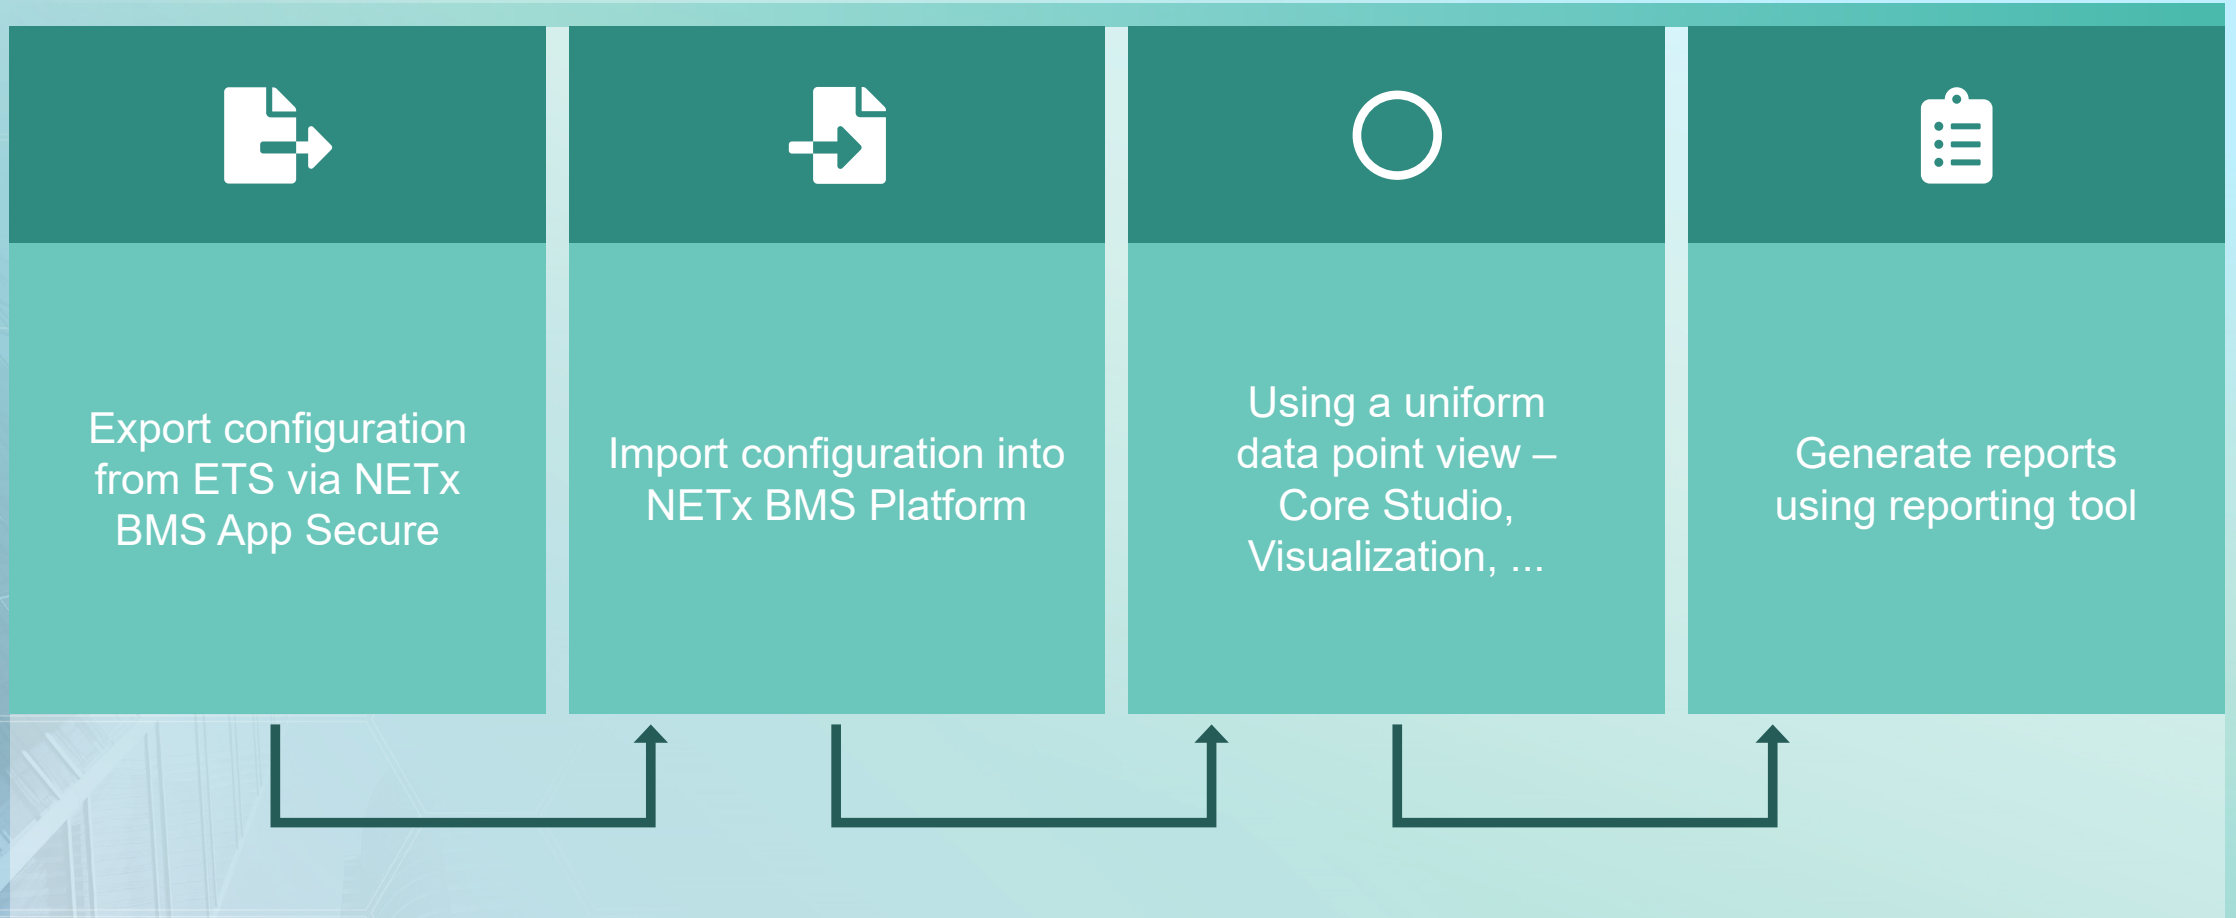 Export configuration
from ETS via NETx
BMS App Secure
Import configuration into
NETx BMS Platform
Using a uniform
data point view –
Core Studio,
Visualization, ...
Generate reports
using reporting tool